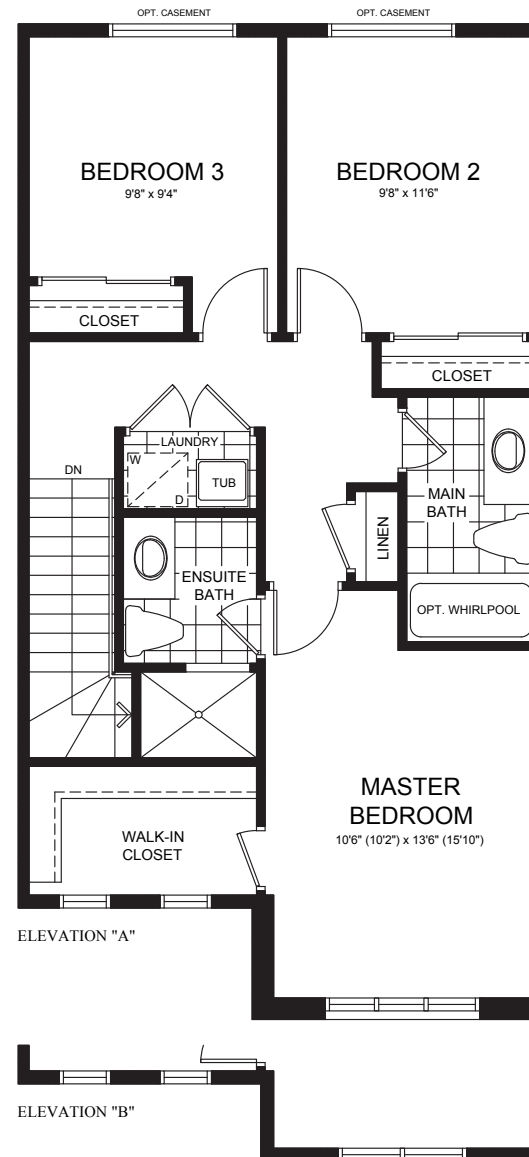 OPT. CASEMENT
OPT. CASEMENT
BEDROOM 3
9'8" x 9'4"
BEDROOM 2
9'8" x 11'6"
CLOSET
CLOSET
LAUNDRY
W
D
TUB
DN
MAIN
BATH
LINEN
ENSUITE
BATH
OPT. WHIRLPOOL
MASTER
BEDROOM
10'6" (10'2") x 13'6" (15'10")
WALK-IN
CLOSET
ELEVATION "A"
ELEVATION "B"